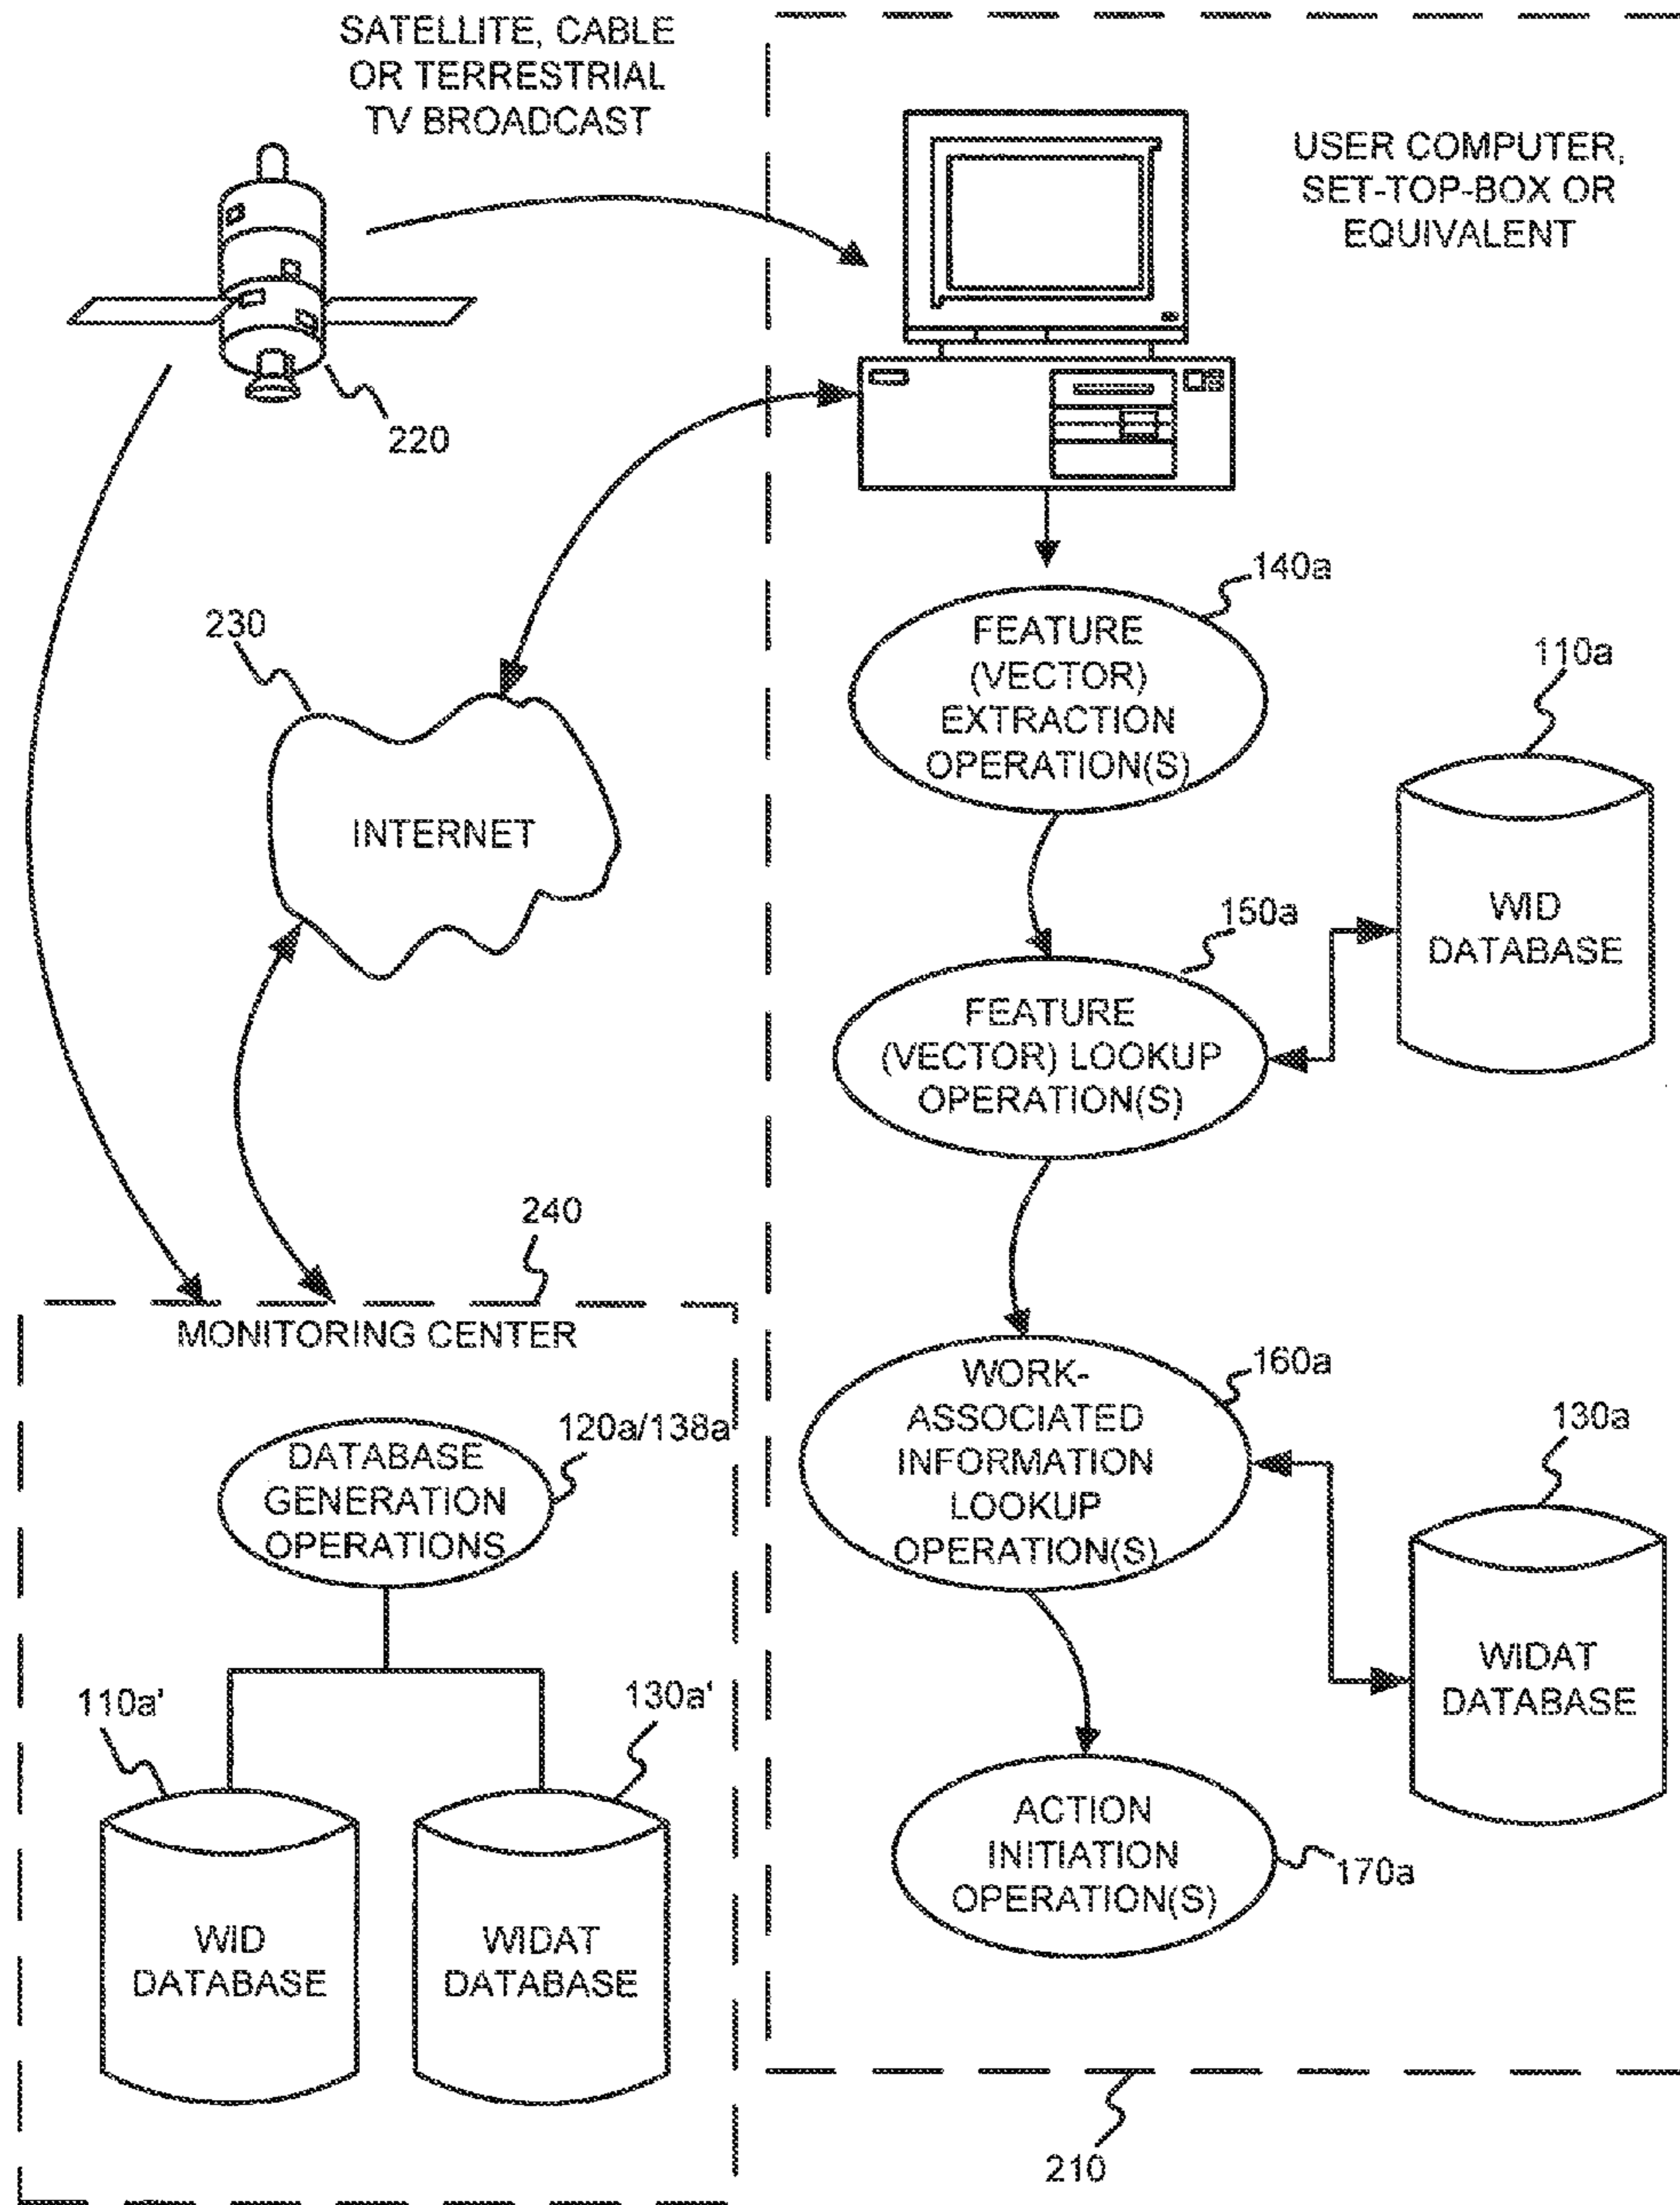 SATELLITE, CABLE
OR TERRESTRIAL
TV BROADCAST
USER COMPUTER,
SET-TOP-BOX OR
EQUIVALENT
220
230
INTERNET
140a
FEATURE
(VECTOR)
EXTRACTION
OPERATION(S)
110a
WID
DATABASE
150a
FEATURE
(VECTOR) LOOKUP
OPERATION(S)
240
MONITORING CENTER
120a/138a
DATABASE
GENERATION
OPERATIONS
110a'
130a'
WID
DATABASE
WIDAT
DATABASE
160a
WORK-
ASSOCIATED
INFORMATION
LOOKUP
OPERATION(S)
130a
WIDAT
DATABASE
ACTION
INITIATION
OPERATION(S)
170a
210